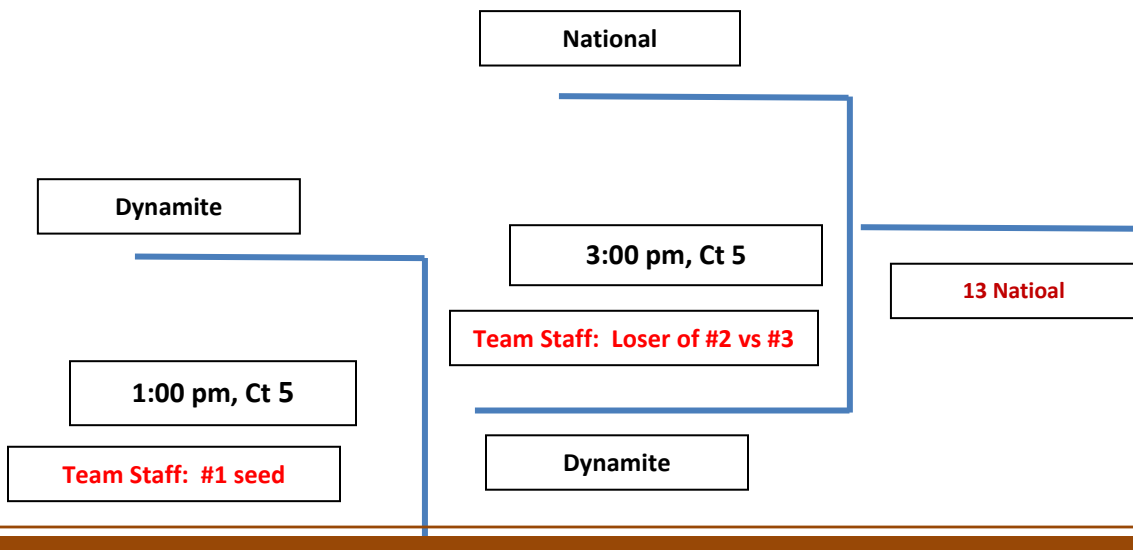 National
Dynamite
3:00 pm, Ct 5
13 Natioal
Team Staff: Loser of #2 vs #3
1:00 pm, Ct 5
Dynamite
Team Staff: #1 seed